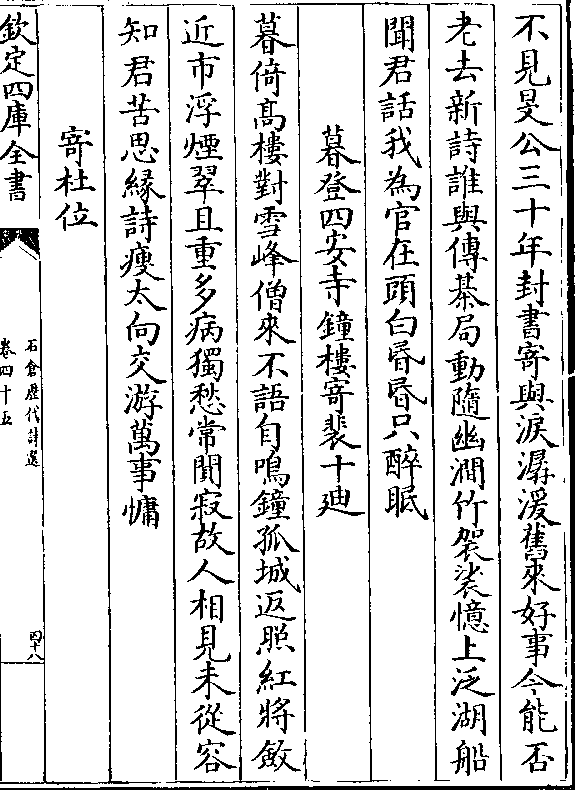 不見旻公三十年封書寄與淚潺湲舊來好事今能否
老去新詩誰與傳棊局動隨幽澗竹袈裟憶上泛湖船
聞君話我為官在頭白昏昏只醉眠
暮登四安寺鐘樓寄裴十廸
暮倚髙樓對雪峰僧來不語自鳴鐘孤城返照紅將斂
近市浮煙翠且重多病獨愁常闃寂故人相見未從容
知君苦思縁詩瘦太向交游萬事慵
寄杜位
欽定四庫全書
石倉歷代詩選
卷四十五
四十八